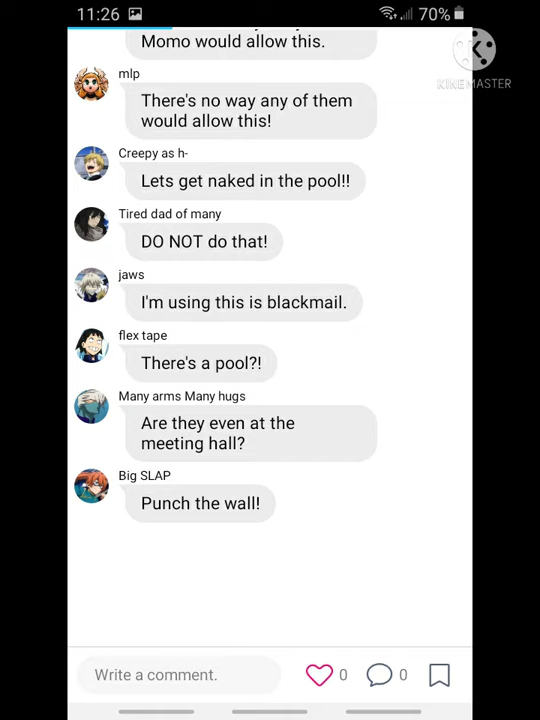 11:26
70%
KINEMASTER
Momo would allow this.
mlp
There's no way any of them
would allow this!
Creepy as h-
Lets get naked in the pool!!
Tired dad of many
DO NOT do that!
jaws
I'm using this is blackmail.
flex tape
There's a pool?!
Many arms Many hugs
Are they even at the
meeting hall?
Big SLAP
Punch the wall!
Write a comment.
0
0